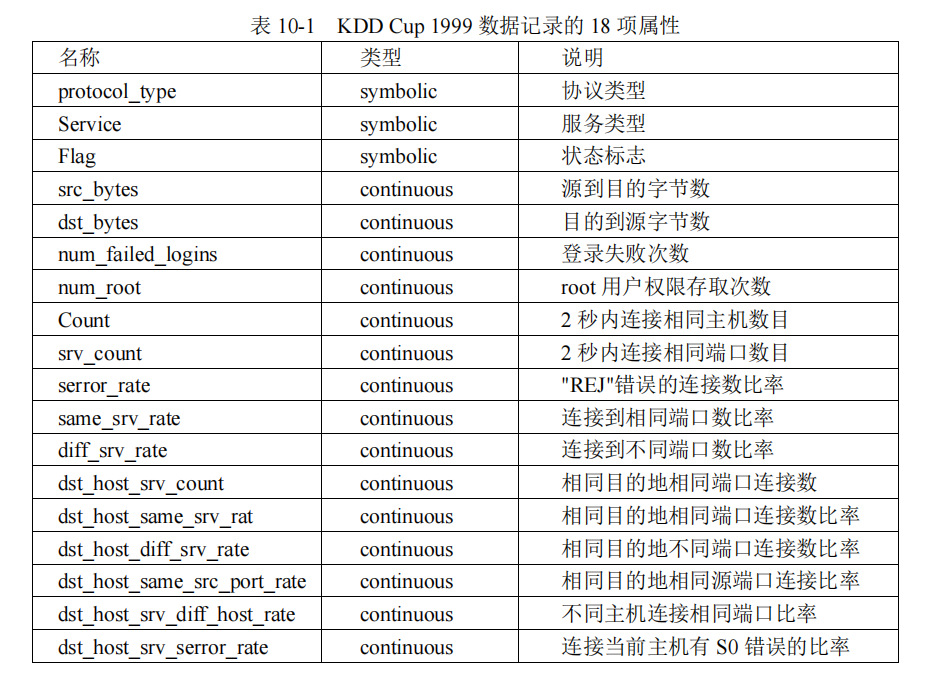 表 10-1 KDD Cup 1999 数据记录的 18 项属性
名称 类型 说明
protocol_type symbolic 协议类型
Service symbolic 服务类型
Flag symbolic 状态标志
src_bytes continuous 源到目的字节数
dst_bytes continuous 目的到源字节数
num_failed_logins continuous 登录失败次数
num_root continuous root 用户权限存取次数
Count continuous 2 秒内连接相同主机数目
srv_count continuous 2 秒内连接相同端口数目
serror_rate continuous "REJ"错误的连接数比率
same_srv_rate continuous 连接到相同端口数比率
diff_srv_rate continuous 连接到不同端口数比率
dst_host_srv_count continuous 相同目的地相同端口连接数
dst_host_same_srv_rat continuous 相同目的地相同端口连接数比率
dst_host_diff_srv_rate continuous 相同目的地不同端口连接数比率
dst_host_same_src_port_rate continuous 相同目的地相同源端口连接比率
dst_host_srv_diff_host_rate continuous 不同主机连接相同端口比率
dst_host_srv_serror_rate continuous 连接当前主机有 S0 错误的比率